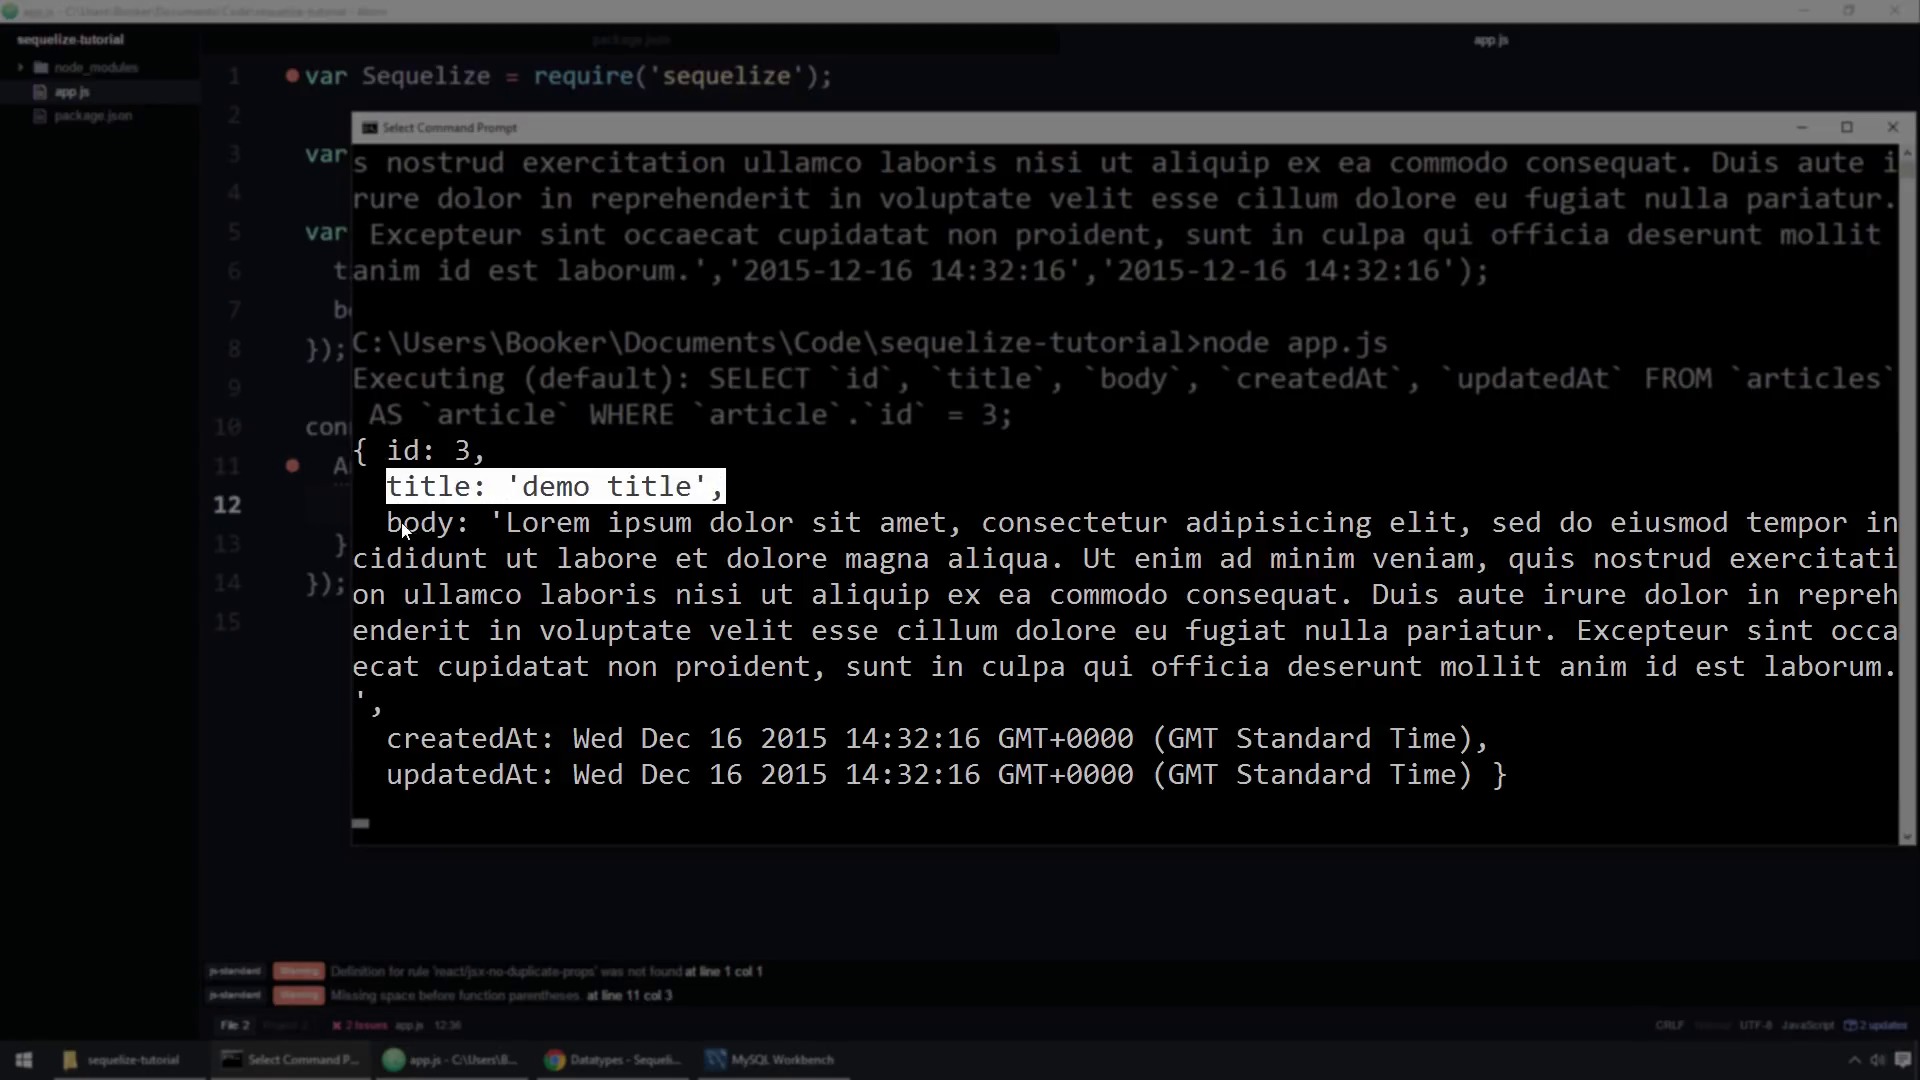 app.js - C:\Users\Booker\Documents\Code\sequelize-tutorial - Atom
sequelize-tutorial
package.json
app.js
node_modules
app.js
package.json
1 var Sequelize = require('sequelize');
2
3 var
4
5 var
6 t
7 b
8 });
9
10 con
11 A
12
13 }
14 });
15
Select Command Prompt
s nostrud exercitation ullamco laboris nisi ut aliquip ex ea commodo consequat. Duis aute i
rure dolor in reprehenderit in voluptate velit esse cillum dolore eu fugiat nulla pariatur.
Excepteur sint occaecat cupidatat non proident, sunt in culpa qui officia deserunt mollit
anim id est laborum.','2015-12-16 14:32:16','2015-12-16 14:32:16');
C:\Users\Booker\Documents\Code\sequelize-tutorial>node app.js
Executing (default): SELECT `id`, `title`, `body`, `createdAt`, `updatedAt` FROM `articles`
AS `article` WHERE `article`.`id` = 3;
{ id: 3,
title: 'demo title',
body: 'Lorem ipsum dolor sit amet, consectetur adipisicing elit, sed do eiusmod tempor in
cididunt ut labore et dolore magna aliqua. Ut enim ad minim veniam, quis nostrud exercitati
on ullamco laboris nisi ut aliquip ex ea commodo consequat. Duis aute irure dolor in repreh
enderit in voluptate velit esse cillum dolore eu fugiat nulla pariatur. Excepteur sint occa
ecat cupidatat non proident, sunt in culpa qui officia deserunt mollit anim id est laborum.
',
createdAt: Wed Dec 16 2015 14:32:16 GMT+0000 (GMT Standard Time),
updatedAt: Wed Dec 16 2015 14:32:16 GMT+0000 (GMT Standard Time) }
js-standard Warning Definition for rule 'react/jsx-no-duplicate-props' was not found at line 1 col 1
js-standard Warning Missing space before function parentheses. at line 11 col 3
File 2 2 Issues app.js 12:36
CRLF UTF-8 JavaScript 2 updates
sequelize-tutorial
Select Command P...
app.js - C:\Users\B...
Datatypes - Sequeli...
MySQL Workbench